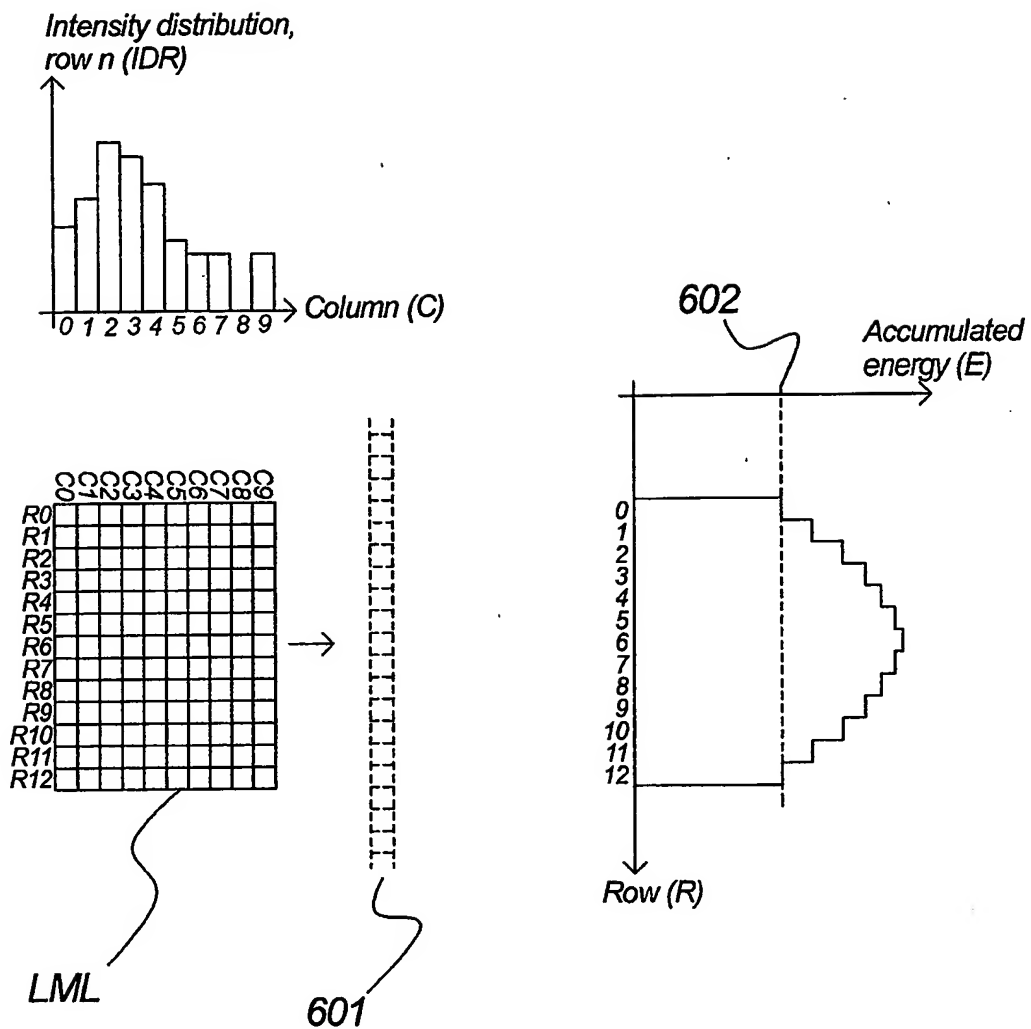 Intensity distribution,
row n (IDR)
Column (C)
0 1 2 3 4 5 6 7 8 9
602
Accumulated
energy (E)
C0 C1 C2 C3 C4 C5 C6 C7 C8 C9
R0
R1
R2
R3
R4
R5
R6
R7
R8
R9
R10
R11
R12
0
1
2
3
4
5
6
7
8
9
10
11
12
Row (R)
LML
601